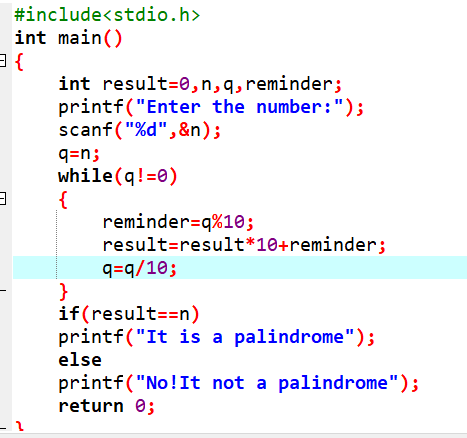 #include<stdio.h>
int main()
{
    int result=0,n,q,reminder;
    printf("Enter the number:");
    scanf("%d",&n);
    q=n;
    while(q!=0)
    {
        reminder=q%10;
        result=result*10+reminder;
        q=q/10;
    }
    if(result==n)
    printf("It is a palindrome");
    else
    printf("No!It not a palindrome");
    return 0;
}